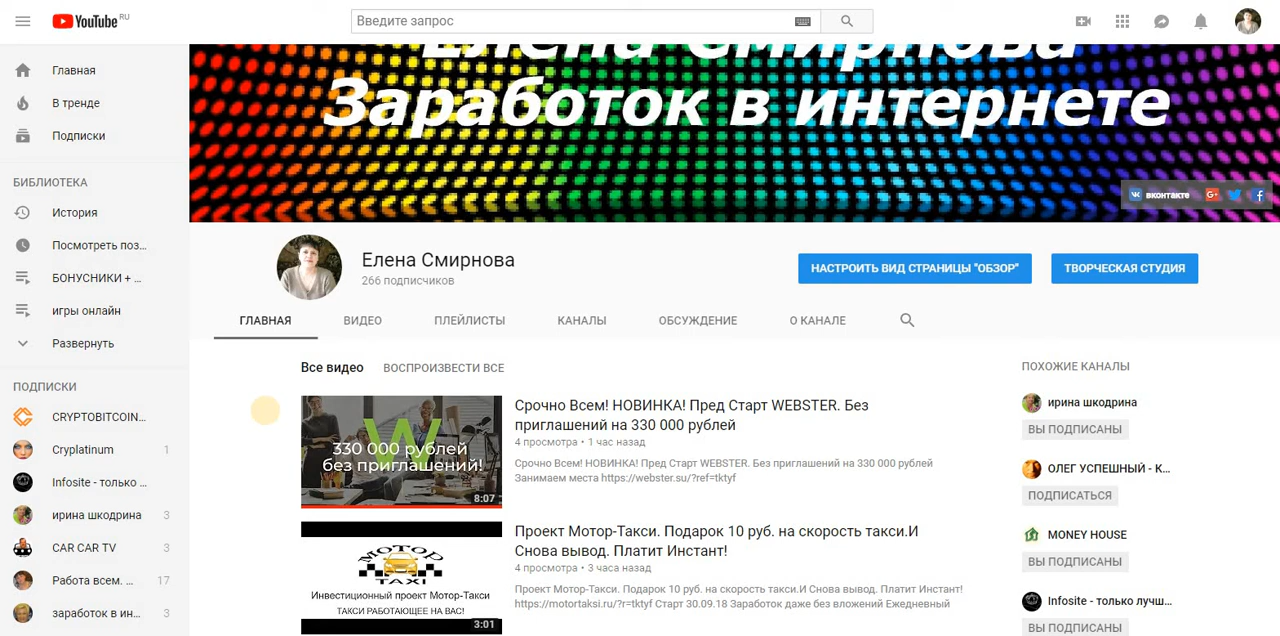 YouTube RU
Введите запрос
Главная
В тренде
Подписки
БИБЛИОТЕКА
История
Посмотреть поз...
БОНУСНИКИ + ...
игры онлайн
Развернуть
ПОДПИСКИ
CRYPTOBITCOIN...
Cryplatinum 1
Infosite - только ...
ирина шкодрина 3
CAR CAR TV 3
Работа всем. ... 17
заработок в ин... 3
Елена Смирнова
Заработок в интернете
вконтакте
Елена Смирнова
266 подписчиков
НАСТРОИТЬ ВИД СТРАНИЦЫ "ОБЗОР"
ТВОРЧЕСКАЯ СТУДИЯ
ГЛАВНАЯ
ВИДЕО
ПЛЕЙЛИСТЫ
КАНАЛЫ
ОБСУЖДЕНИЕ
О КАНАЛЕ
Все видео
ВОСПРОИЗВЕСТИ ВСЕ
W
330 000 рублей
без приглашений!
8:07
Срочно Всем! НОВИНКА! Пред Старт WEBSTER. Без
приглашений на 330 000 рублей
4 просмотра • 1 час назад
Срочно Всем! НОВИНКА! Пред Старт WEBSTER. Без приглашений на 330 000 рублей
Занимаем места https://webster.su/?ref=tktyf
МОТОР
TAXI
Инвестиционный проект Мотор-Такси
ТАКСИ РАБОТАЮЩЕЕ НА ВАС!
3:01
Проект Мотор-Такси. Подарок 10 руб. на скорость такси.И
Снова вывод. Платит Инстант!
4 просмотра • 3 часа назад
Проект Мотор-Такси. Подарок 10 руб. на скорость такси.И Снова вывод. Платит Инстант!
https://motortaksi.ru/?r=tktyf Старт 30.09.18 Заработок даже без вложений Ежедневный
ПОХОЖИЕ КАНАЛЫ
ирина шкодрина
ВЫ ПОДПИСАНЫ
ОЛЕГ УСПЕШНЫЙ - К...
ПОДПИСАТЬСЯ
MONEY HOUSE
ВЫ ПОДПИСАНЫ
Infosite - только лучш...
ВЫ ПОДПИСАНЫ